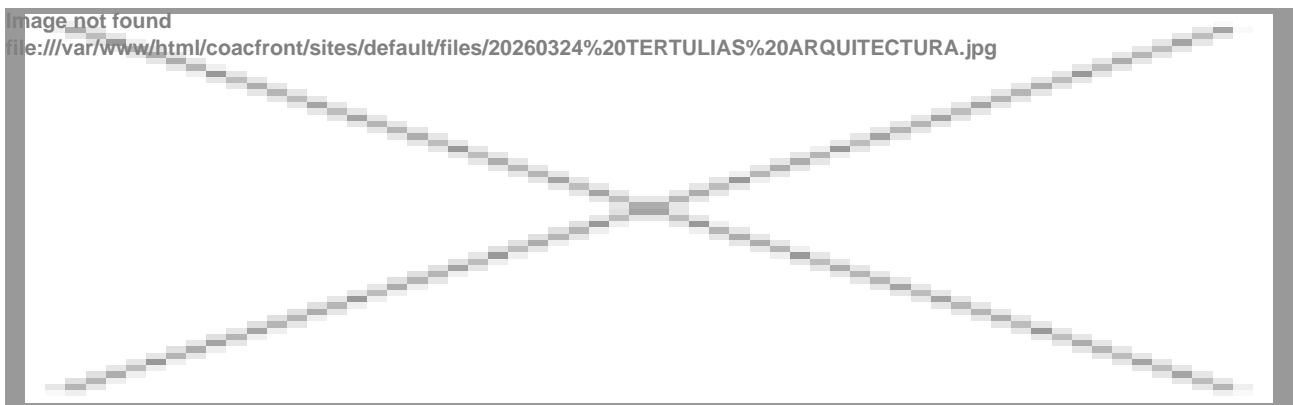 Image not found
file:///var/www/html/coacfront/sites/default/files/20260324%20TERTULIAS%20ARQUITECTURA.jpg